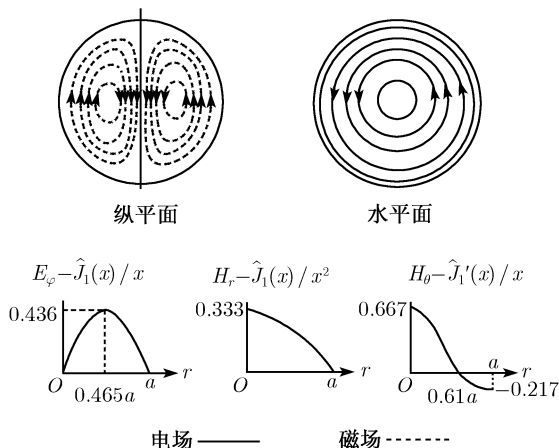 纵平面
水平面
E_φ–Ĵ₁(x)/x
H_r–Ĵ₁(x)/x²
H_θ–Ĵ₁′(x)/x
0.436
O
0.465a
a
r
0.333
O
a
r
0.667
O
0.61a
a
r
−0.217
电场
磁场